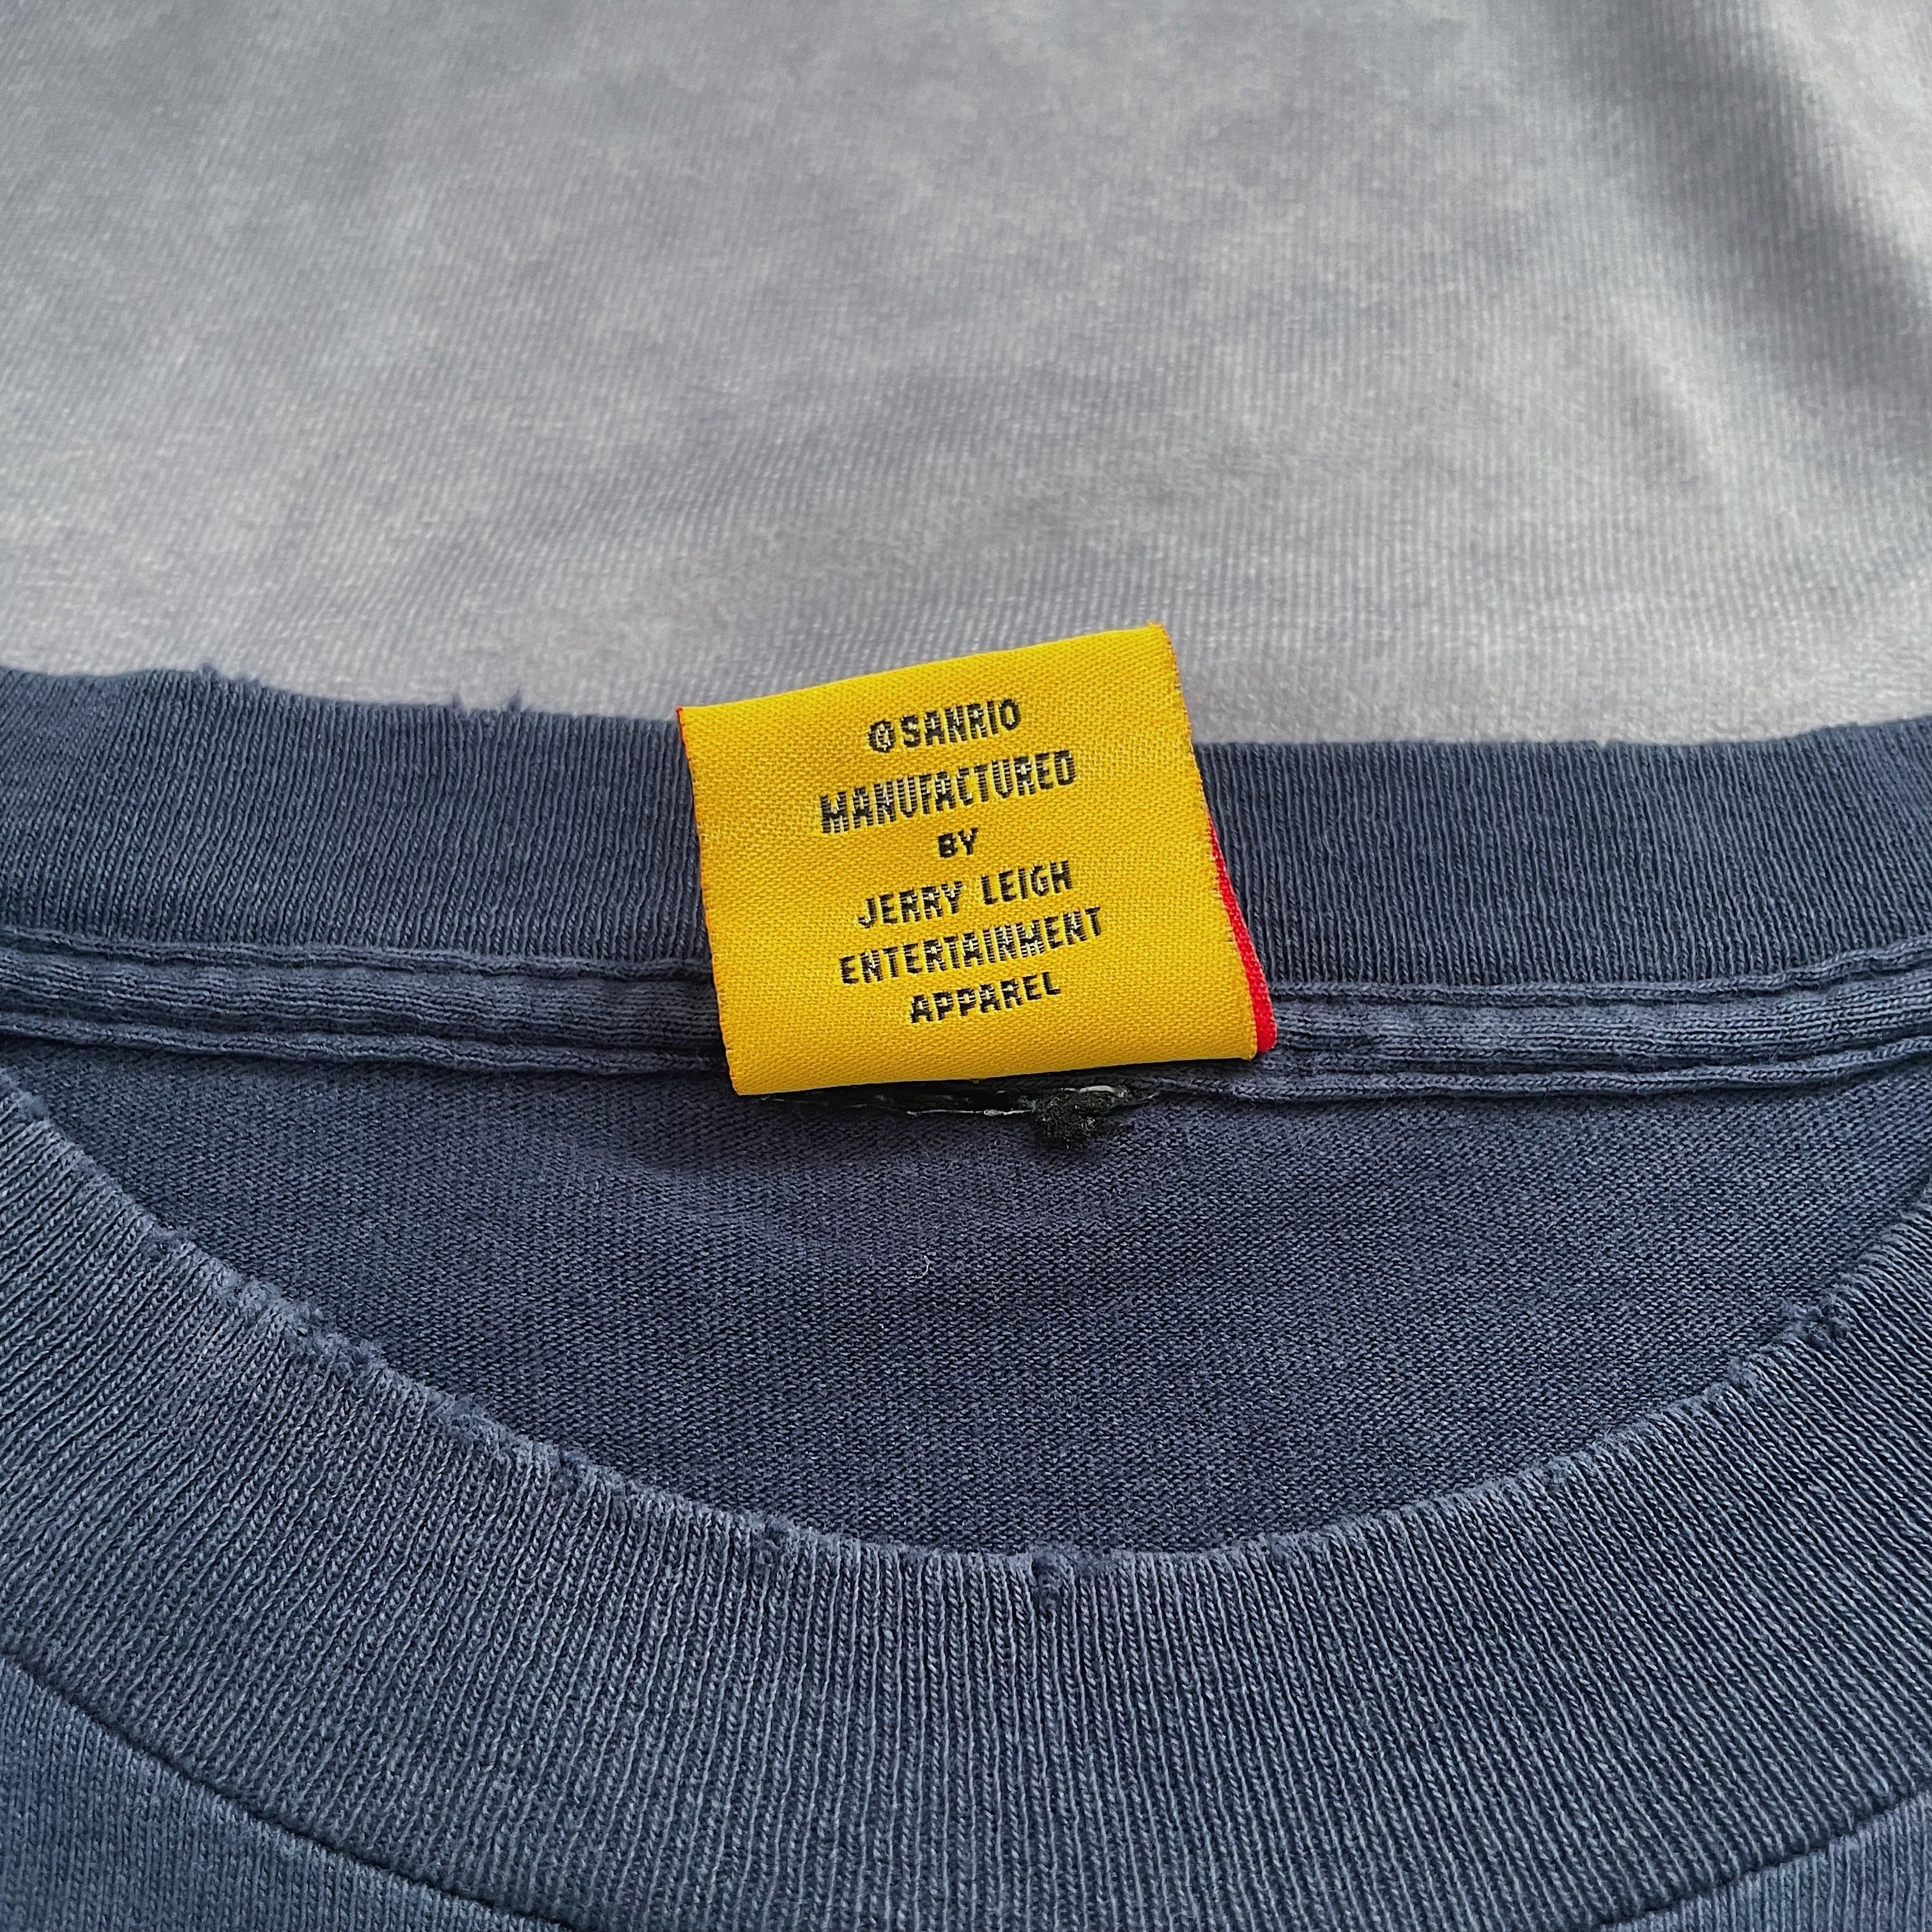 ©SANRIO
MANUFACTURED
BY
JERRY LEIGH
ENTERTAINMENT
APPAREL